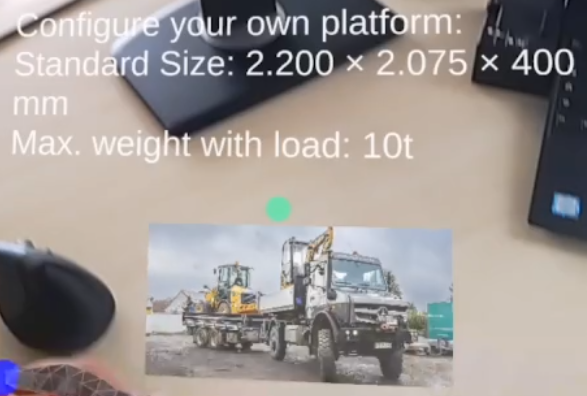 Configure your own platform:
Standard Size: 2.200 × 2.075 × 400
mm
Max. weight with load: 10t